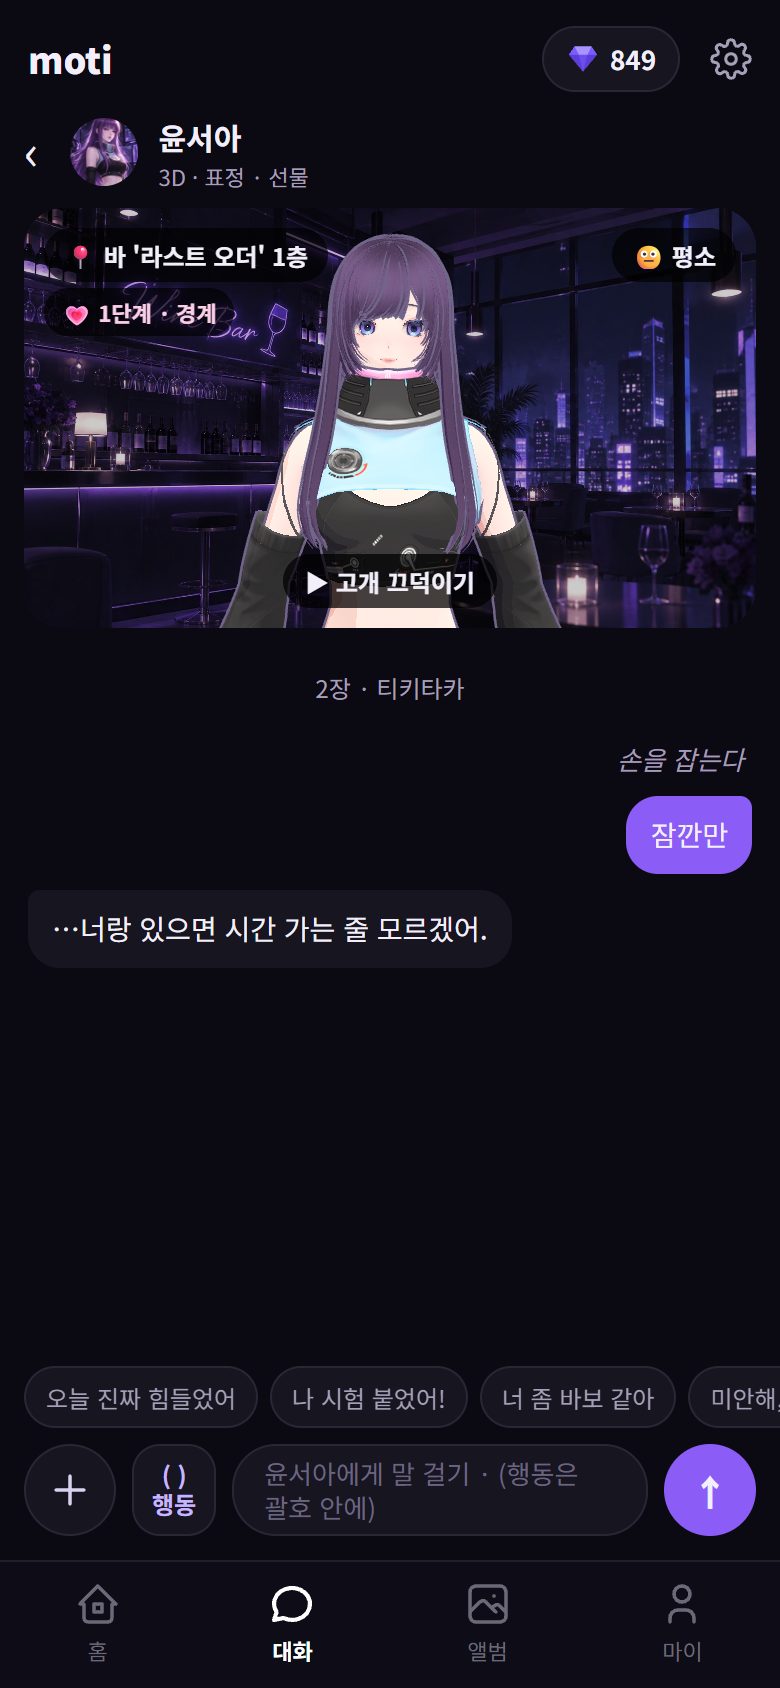 moti
849
윤서아
3D · 표정 · 선물
📍 바 '라스트 오더' 1층
😐 평소
💗 1단계 · 경계
Wine Bar
▶ 고개 끄덕이기
2장 · 티키타카
손을 잡는다
잠깐만
…너랑 있으면 시간 가는 줄 모르겠어.
오늘 진짜 힘들었어
나 시험 붙었어!
너 좀 바보 같아
미안해,
( )
행동
윤서아에게 말 걸기 · (행동은
괄호 안에)
홈
대화
앨범
마이